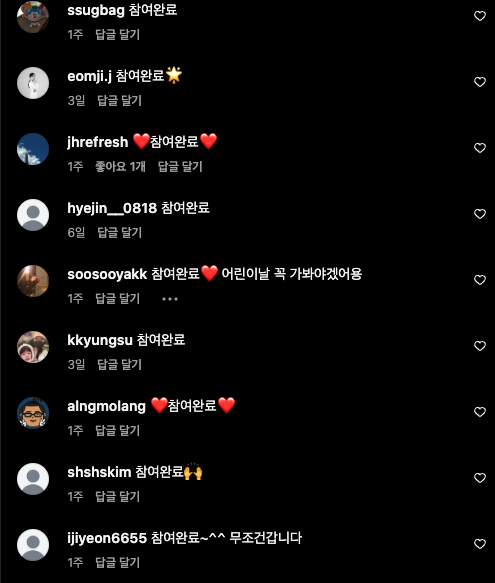 ssugbag 참여완료
1주 답글 달기
eomji.j 참여완료🌟
3일 답글 달기
jhrefresh ❤️참여완료❤️
1주 좋아요 1개 답글 달기
hyejin__0818 참여완료
6일 답글 달기
soosooyakk 참여완료❤️ 어린이날 꼭 가봐야겠어용
1주 답글 달기 •••
kkyungsu 참여완료
3일 답글 달기
alngmolang ❤️참여완료❤️
1주 답글 달기
shshskim 참여완료🙌
1주 답글 달기
ijiyeon6655 참여완료~^^ 무조건갑니다
1주 답글 달기